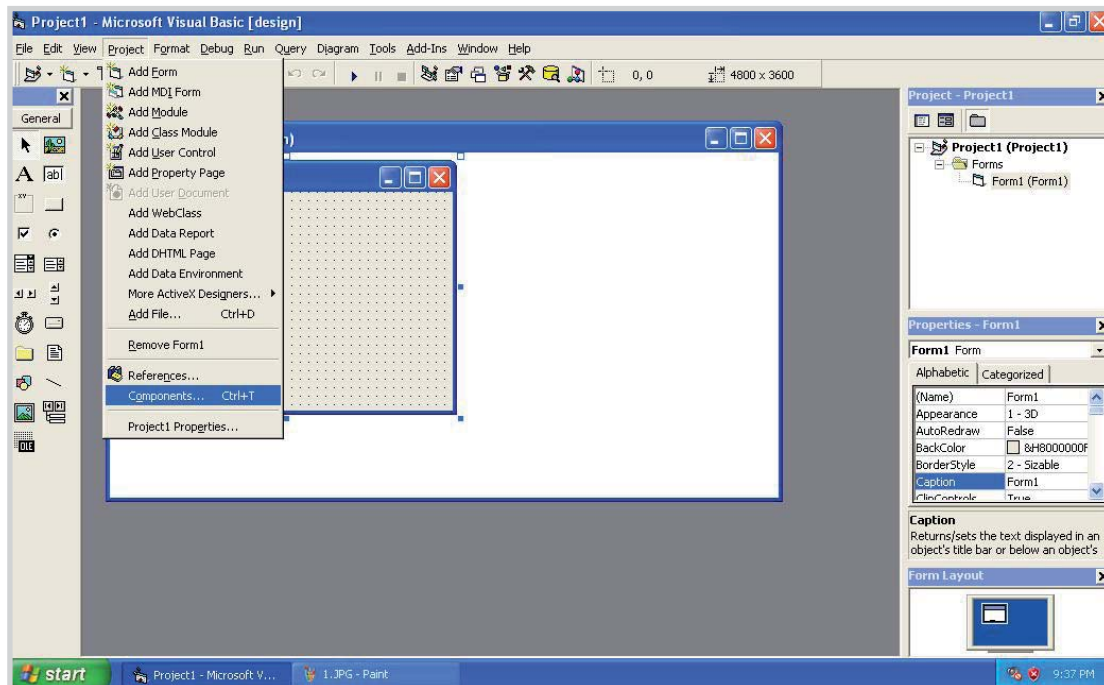 Project1 - Microsoft Visual Basic [design]
File Edit View Project Format Debug Run Query Diagram Tools Add-Ins Window Help
0, 0 4800 x 3600
General
A ab|
xy
OLE
Add Form
Add MDI Form
Add Module
Add Class Module
Add User Control
Add Property Page
Add User Document
Add WebClass
Add Data Report
Add DHTML Page
Add Data Environment
More ActiveX Designers...
Add File... Ctrl+D
Remove Form1
References...
Components... Ctrl+T
Project1 Properties...
Project - Project1
Project1 (Project1)
Forms
Form1 (Form1)
Properties - Form1
Form1 Form
Alphabetic Categorized
(Name) Form1
Appearance 1 - 3D
AutoRedraw False
BackColor &H8000000F
BorderStyle 2 - Sizable
Caption Form1
ClipControls True
Caption
Returns/sets the text displayed in an
object's title bar or below an object's
Form Layout
start Project1 - Microsoft V... 1.JPG - Paint 9:37 PM